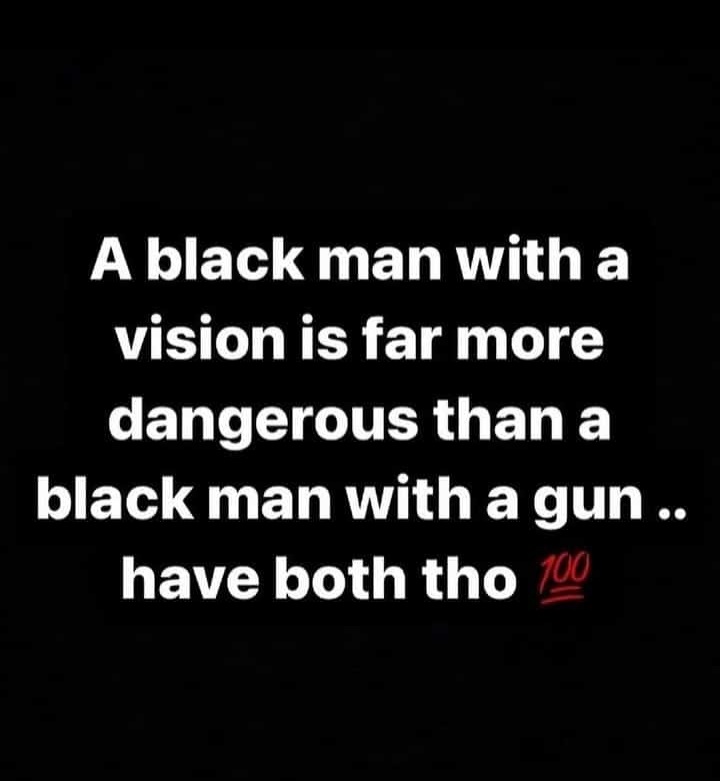 A black man with a
vision is far more
dangerous than a
black man with a gun ..
have both tho 💯